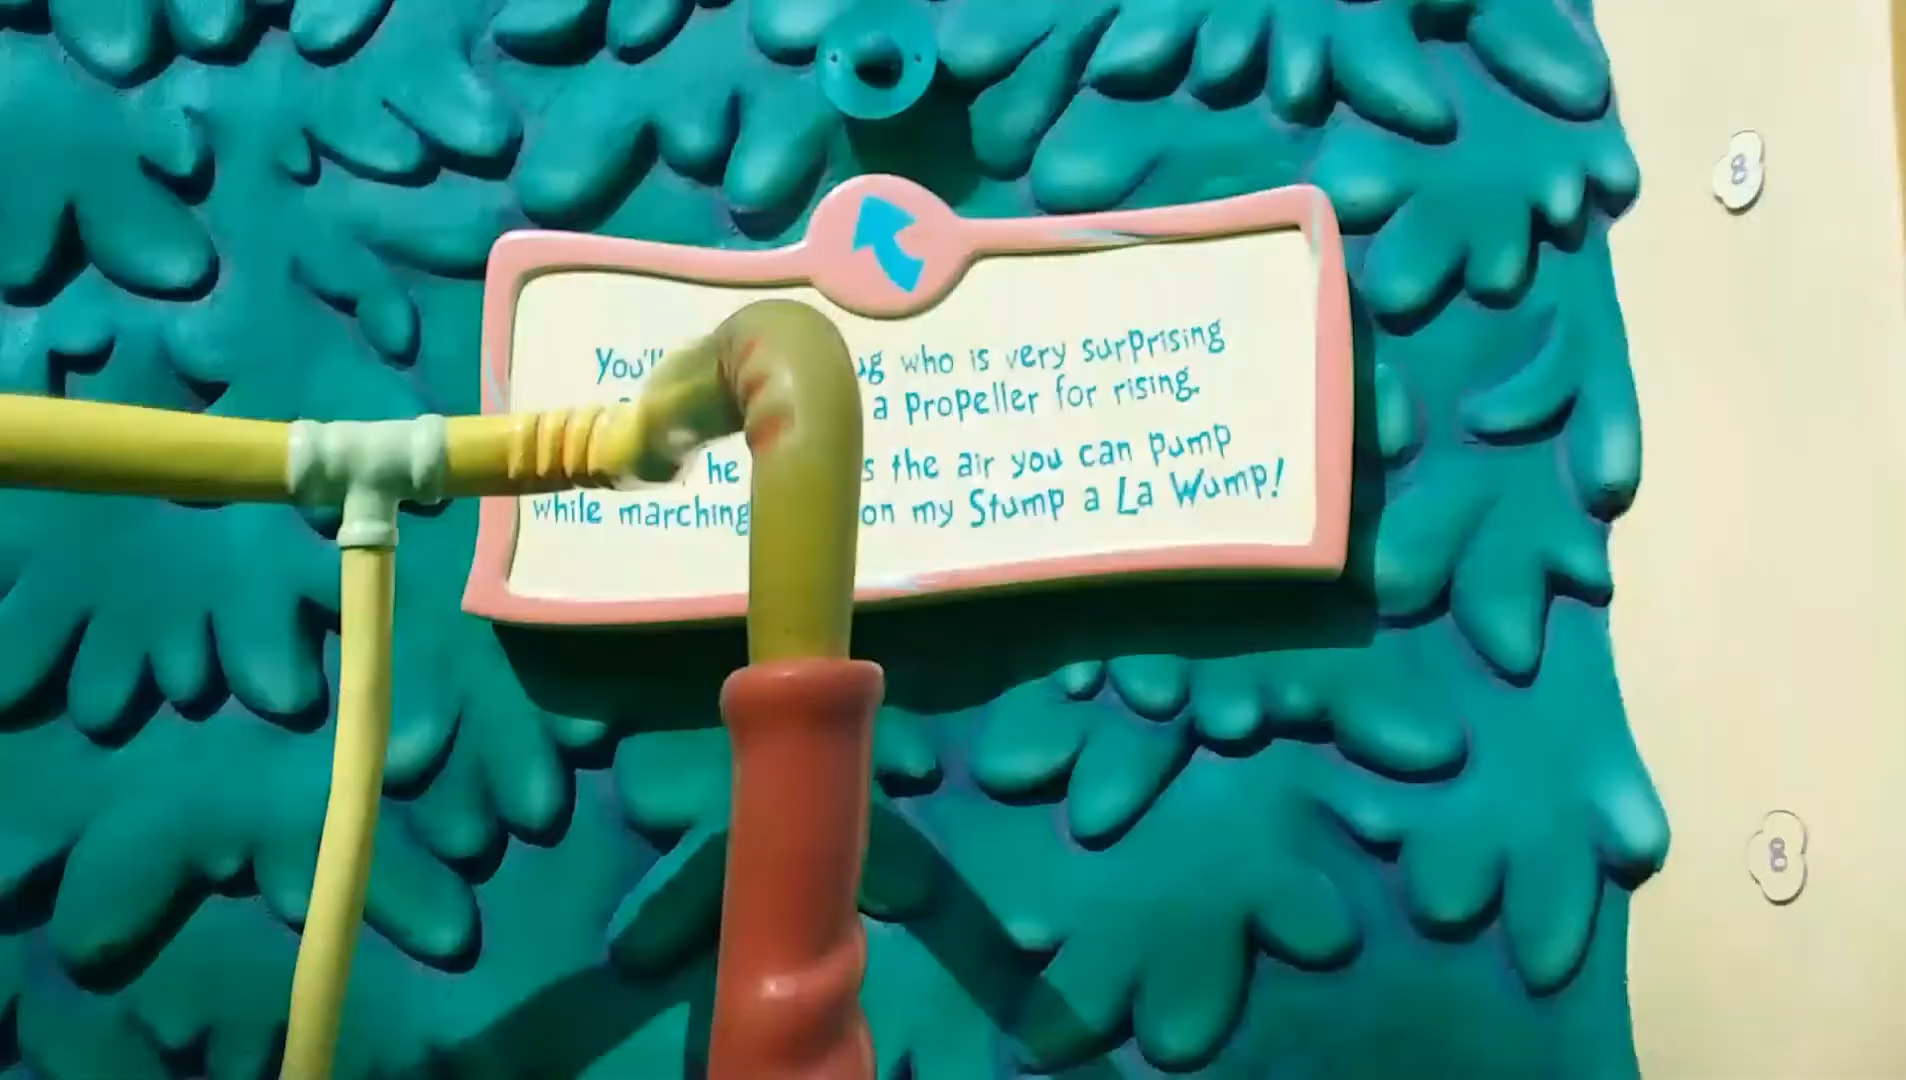 You'll who is very surprising
a propeller for rising.
he the air you can pump
while marching on my Stump a La Wump!
8
8